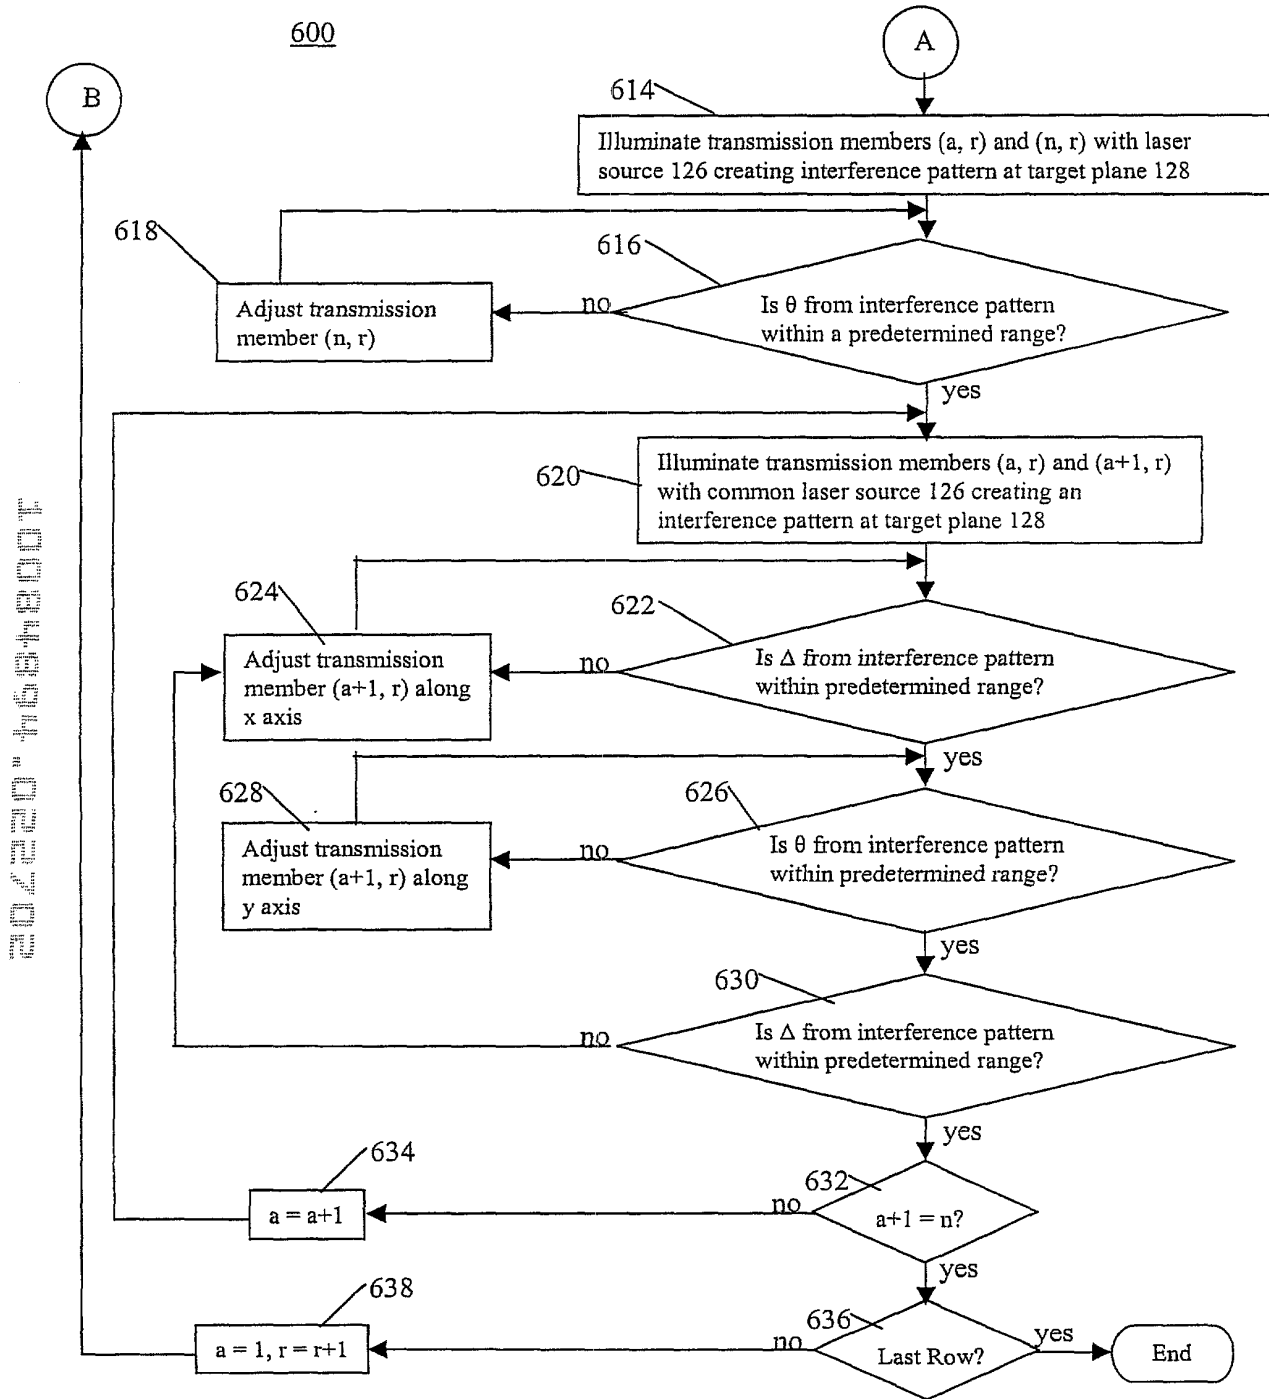 600
A
B
614
Illuminate transmission members (a, r) and (n, r) with laser
source 126 creating interference pattern at target plane 128
618
616
Adjust transmission
member (n, r)
no
Is θ from interference pattern
within a predetermined range?
yes
620
Illuminate transmission members (a, r) and (a+1, r)
with common laser source 126 creating an
interference pattern at target plane 128
624
622
Adjust transmission
member (a+1, r) along
x axis
no
Is Δ from interference pattern
within predetermined range?
yes
628
626
Adjust transmission
member (a+1, r) along
y axis
no
Is θ from interference pattern
within predetermined range?
yes
630
no
Is Δ from interference pattern
within predetermined range?
yes
634
632
a = a+1
no
a+1 = n?
yes
638
636
a = 1, r = r+1
no
Last Row?
yes
End